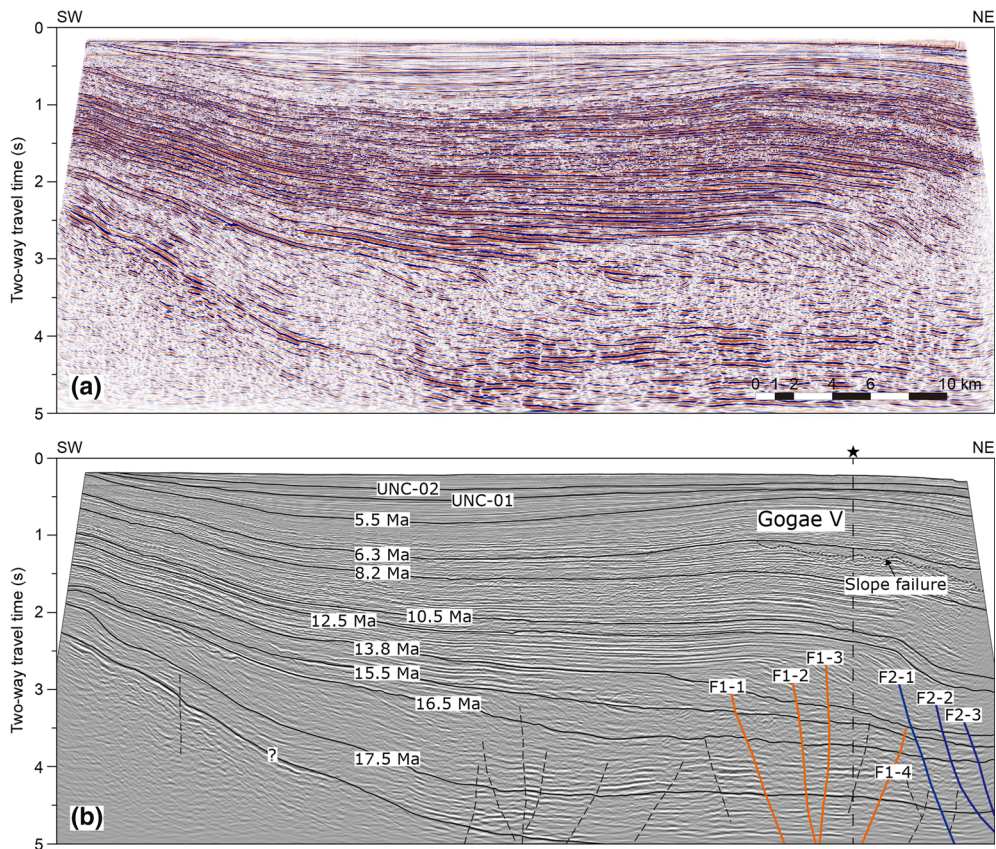 SW NE
0
1
2
3
4
5
Two-way travel time (s)
(a)
0 1 2 4 6 10 km
SW ★ NE
0
1
2
3
4
5
Two-way travel time (s)
UNC-02
UNC-01
5.5 Ma
Gogae V
6.3 Ma
8.2 Ma
Slope failure
10.5 Ma
12.5 Ma
13.8 Ma
15.5 Ma
16.5 Ma
17.5 Ma
F1-1
F1-2
F1-3
F2-1
F2-2
F2-3
F1-4
?
(b)